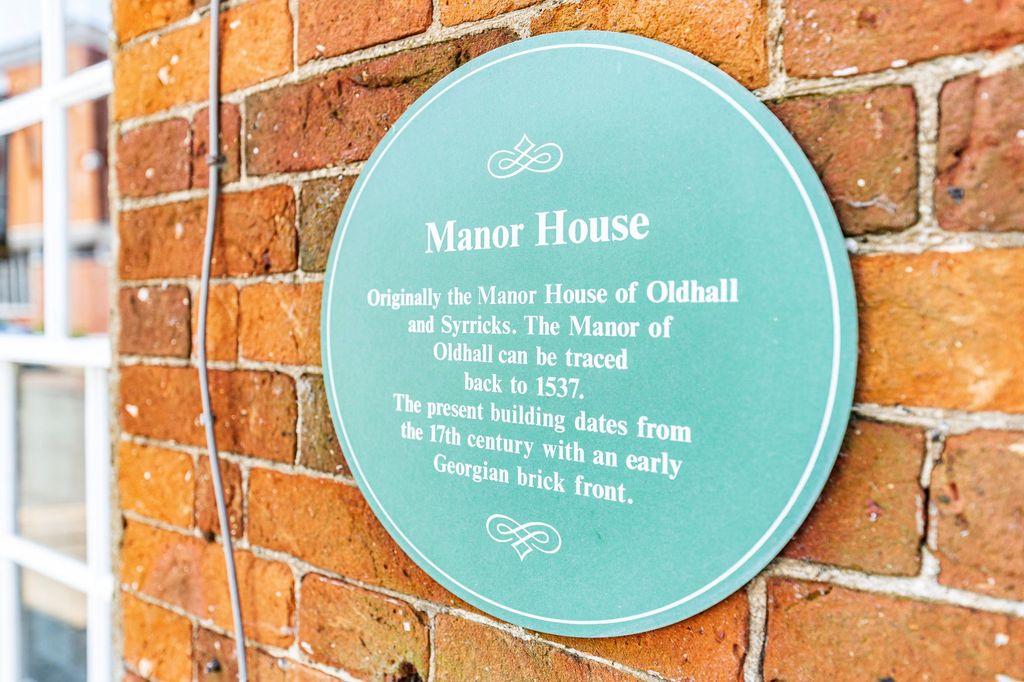 Manor House
Originally the Manor House of Oldhall
and Syrricks. The Manor of
Oldhall can be traced
back to 1537.
The present building dates from
the 17th century with an early
Georgian brick front.